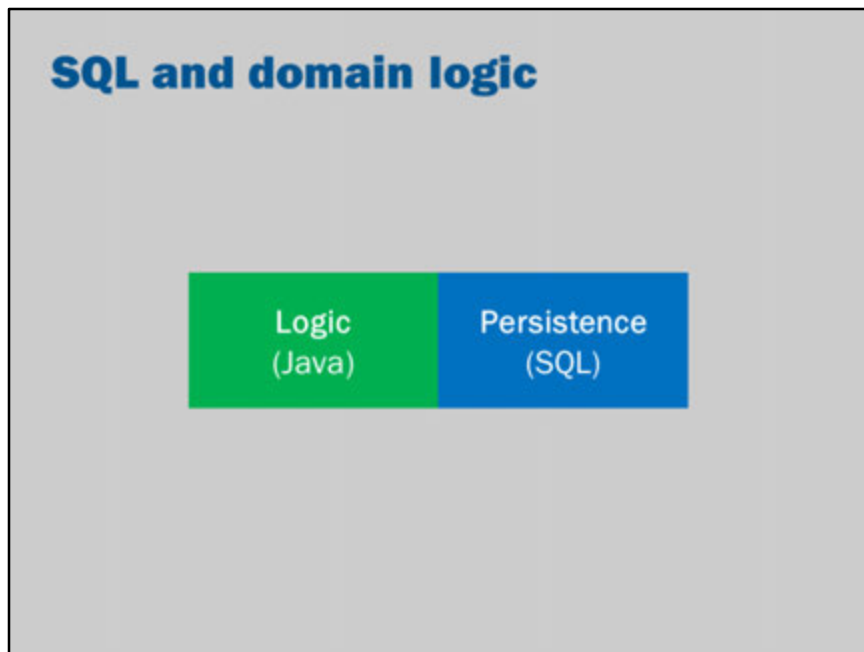 SQL and domain logic
Logic
(Java)
Persistence
(SQL)